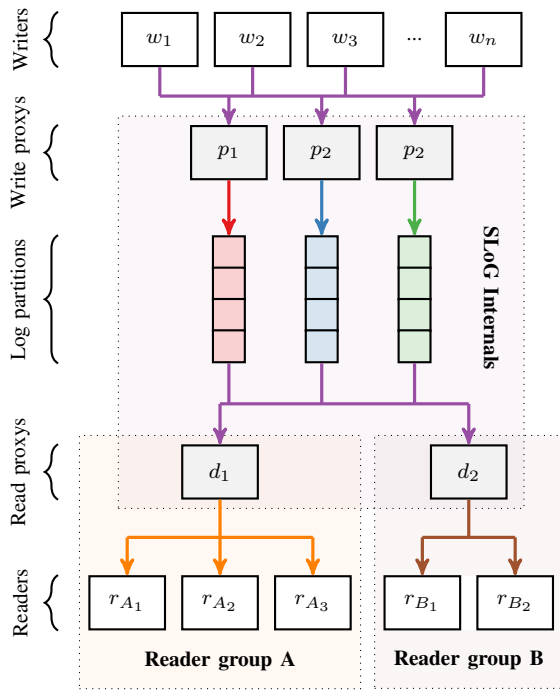 Writers
w1 w2 w3 ... wn
Write proxys
p1 p2 p2
Log partitions
SLoG Internals
Read proxys
d1 d2
Readers
rA1 rA2 rA3 rB1 rB2
Reader group A Reader group B